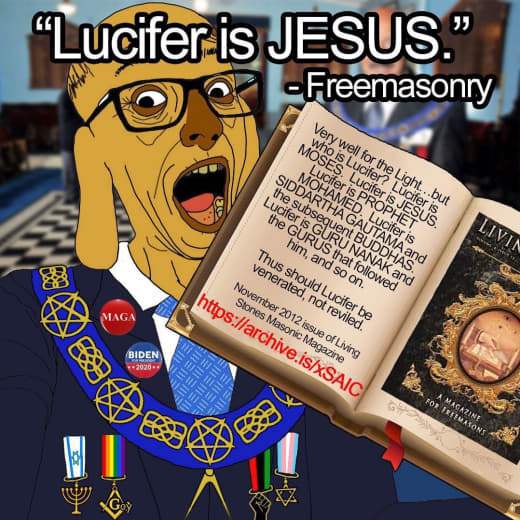 “Lucifer is JESUS.”
- Freemasonry
Very well for the Light...but
who is Lucifer? Lucifer is
MOSES. Lucifer is JESUS.
Lucifer is PROPHET
MOHAMED. Lucifer is
SIDDARTHA GAUTAMA and
the subsequent BUDDHAS.
Lucifer is GURU NANAK and
the GURUS that followed
him, and so on.
Thus should Lucifer be
venerated, not reviled.
November 2012 issue of Living
Stones Masonic Magazine
https://archive.is/xSAIC
LIVIN
A MAGAZINE
FOR FREEMASONS
MAGA
BIDEN
FOR PRESIDENT
2020
G
Goy